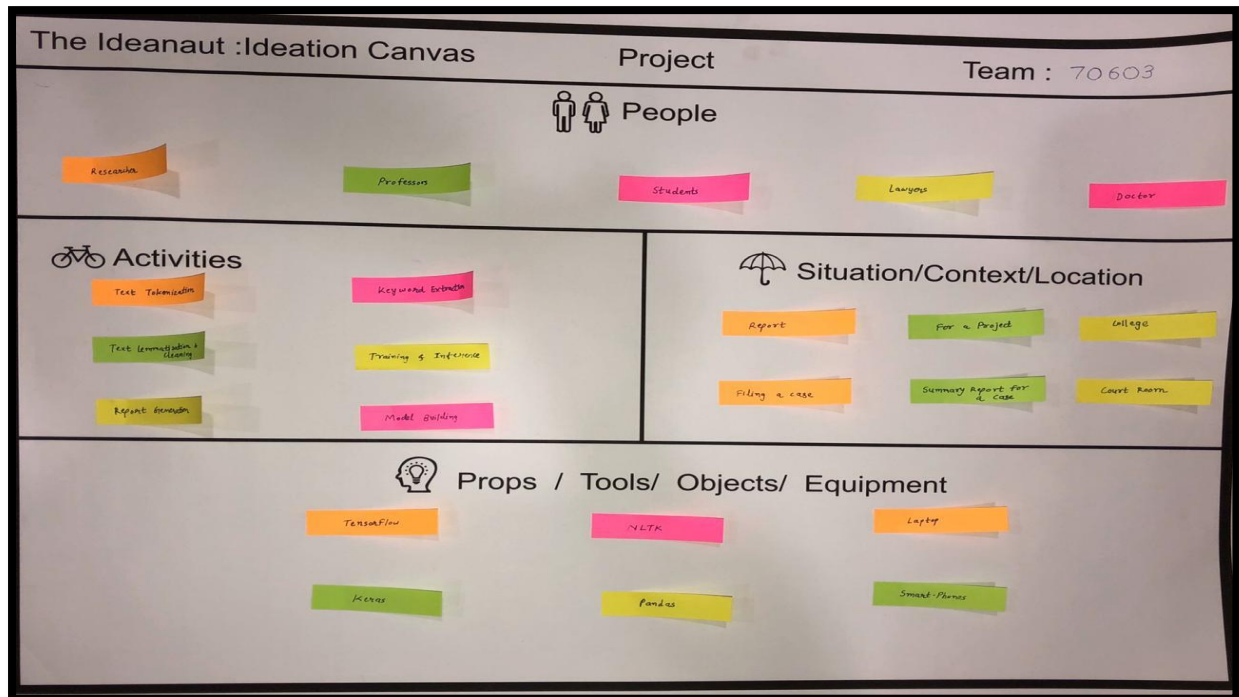 The Ideanaut :Ideation Canvas Project Team : 70603
People
Researcher Professors Students Lawyers Doctor
Activities
Text Tokenization Keyword Extraction
Text Lemmatisation &
Cleaning
Training & Inference
Report Generation Model Building
Situation/Context/Location
Report For a Project College
Filing a case Summary Report for
a case
Court Room
Props / Tools/ Objects/ Equipment
Tensorflow NLTK Laptop
Keras Pandas Smart-Phones